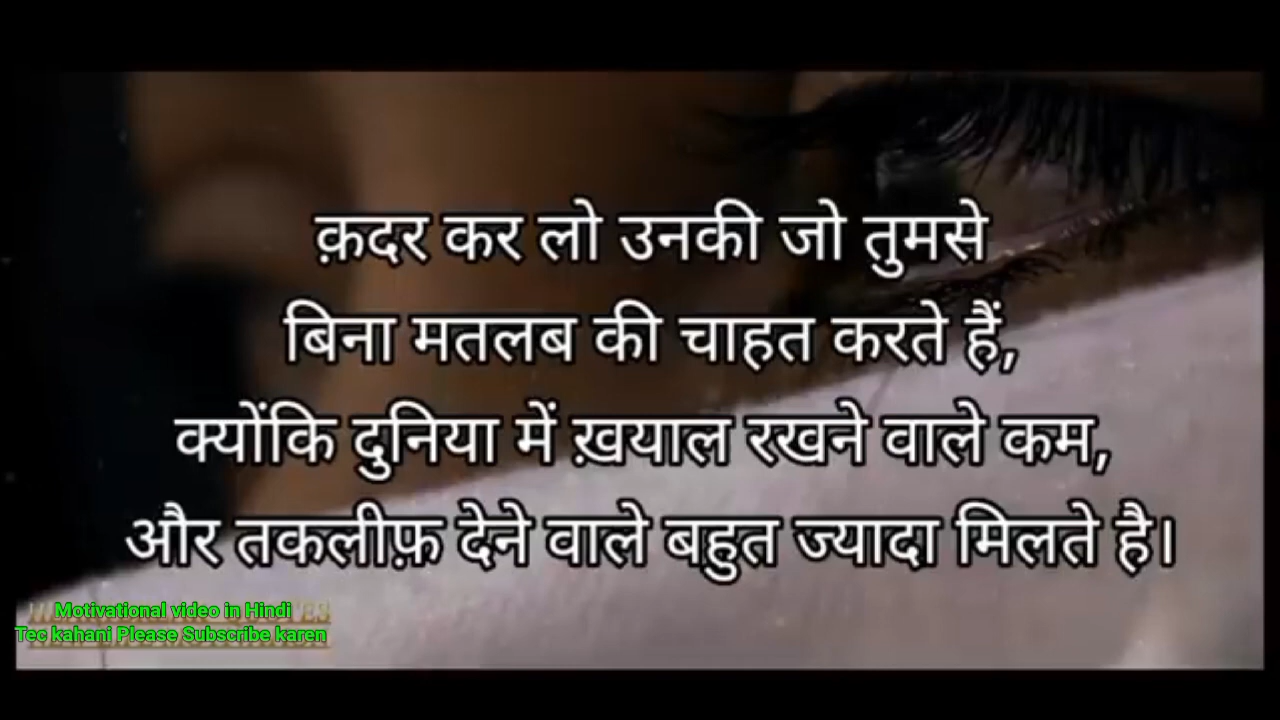 क़दर कर लो उनकी जो तुमसे
बिना मतलब की चाहत करते हैं,
क्योंकि दुनिया में ख़याल रखने वाले कम,
और तकलीफ़ देने वाले बहुत ज्यादा मिलते है।
Motivational video in Hindi
Tec kahani Please Subscribe karen